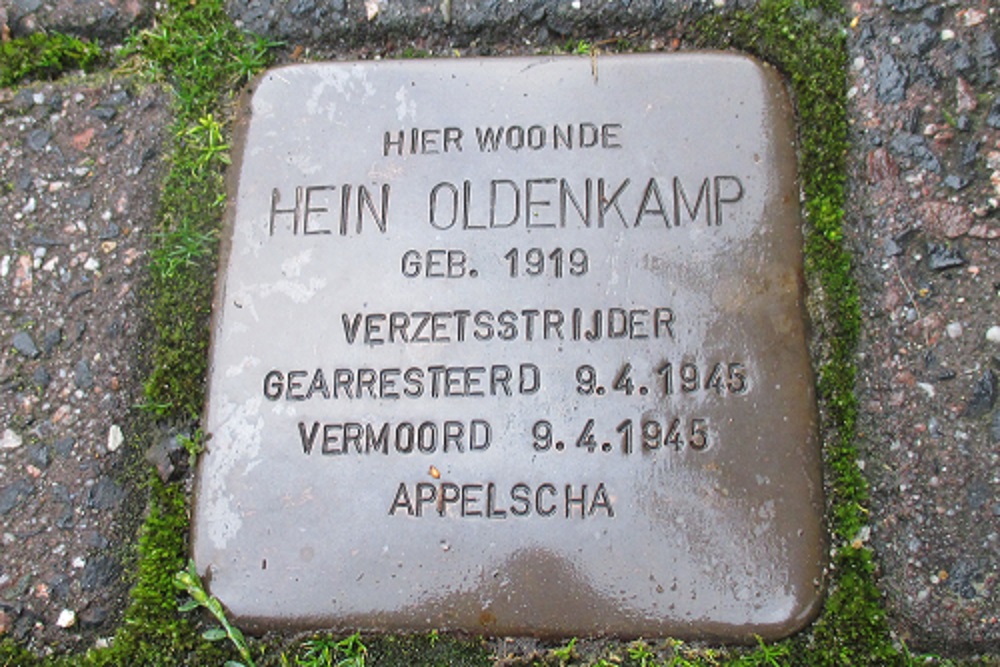 HIER WOONDE
HEIN OLDENKAMP
GEB. 1919
VERZETSSTRIJDER
GEARRESTEERD 9.4.1945
VERMOORD 9.4.1945
APPELSCHA